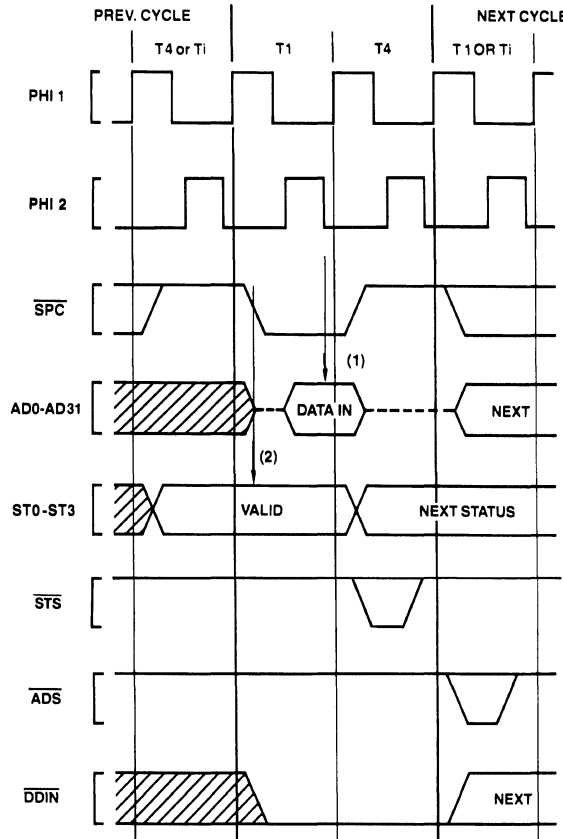 PREV. CYCLE NEXT CYCLE
T4 or Ti T1 T4 T1 OR Ti
PHI 1
PHI 2
SPC
(1)
AD0-AD31 DATA IN NEXT
(2)
ST0-ST3 VALID NEXT STATUS
STS
ADS
DDIN NEXT